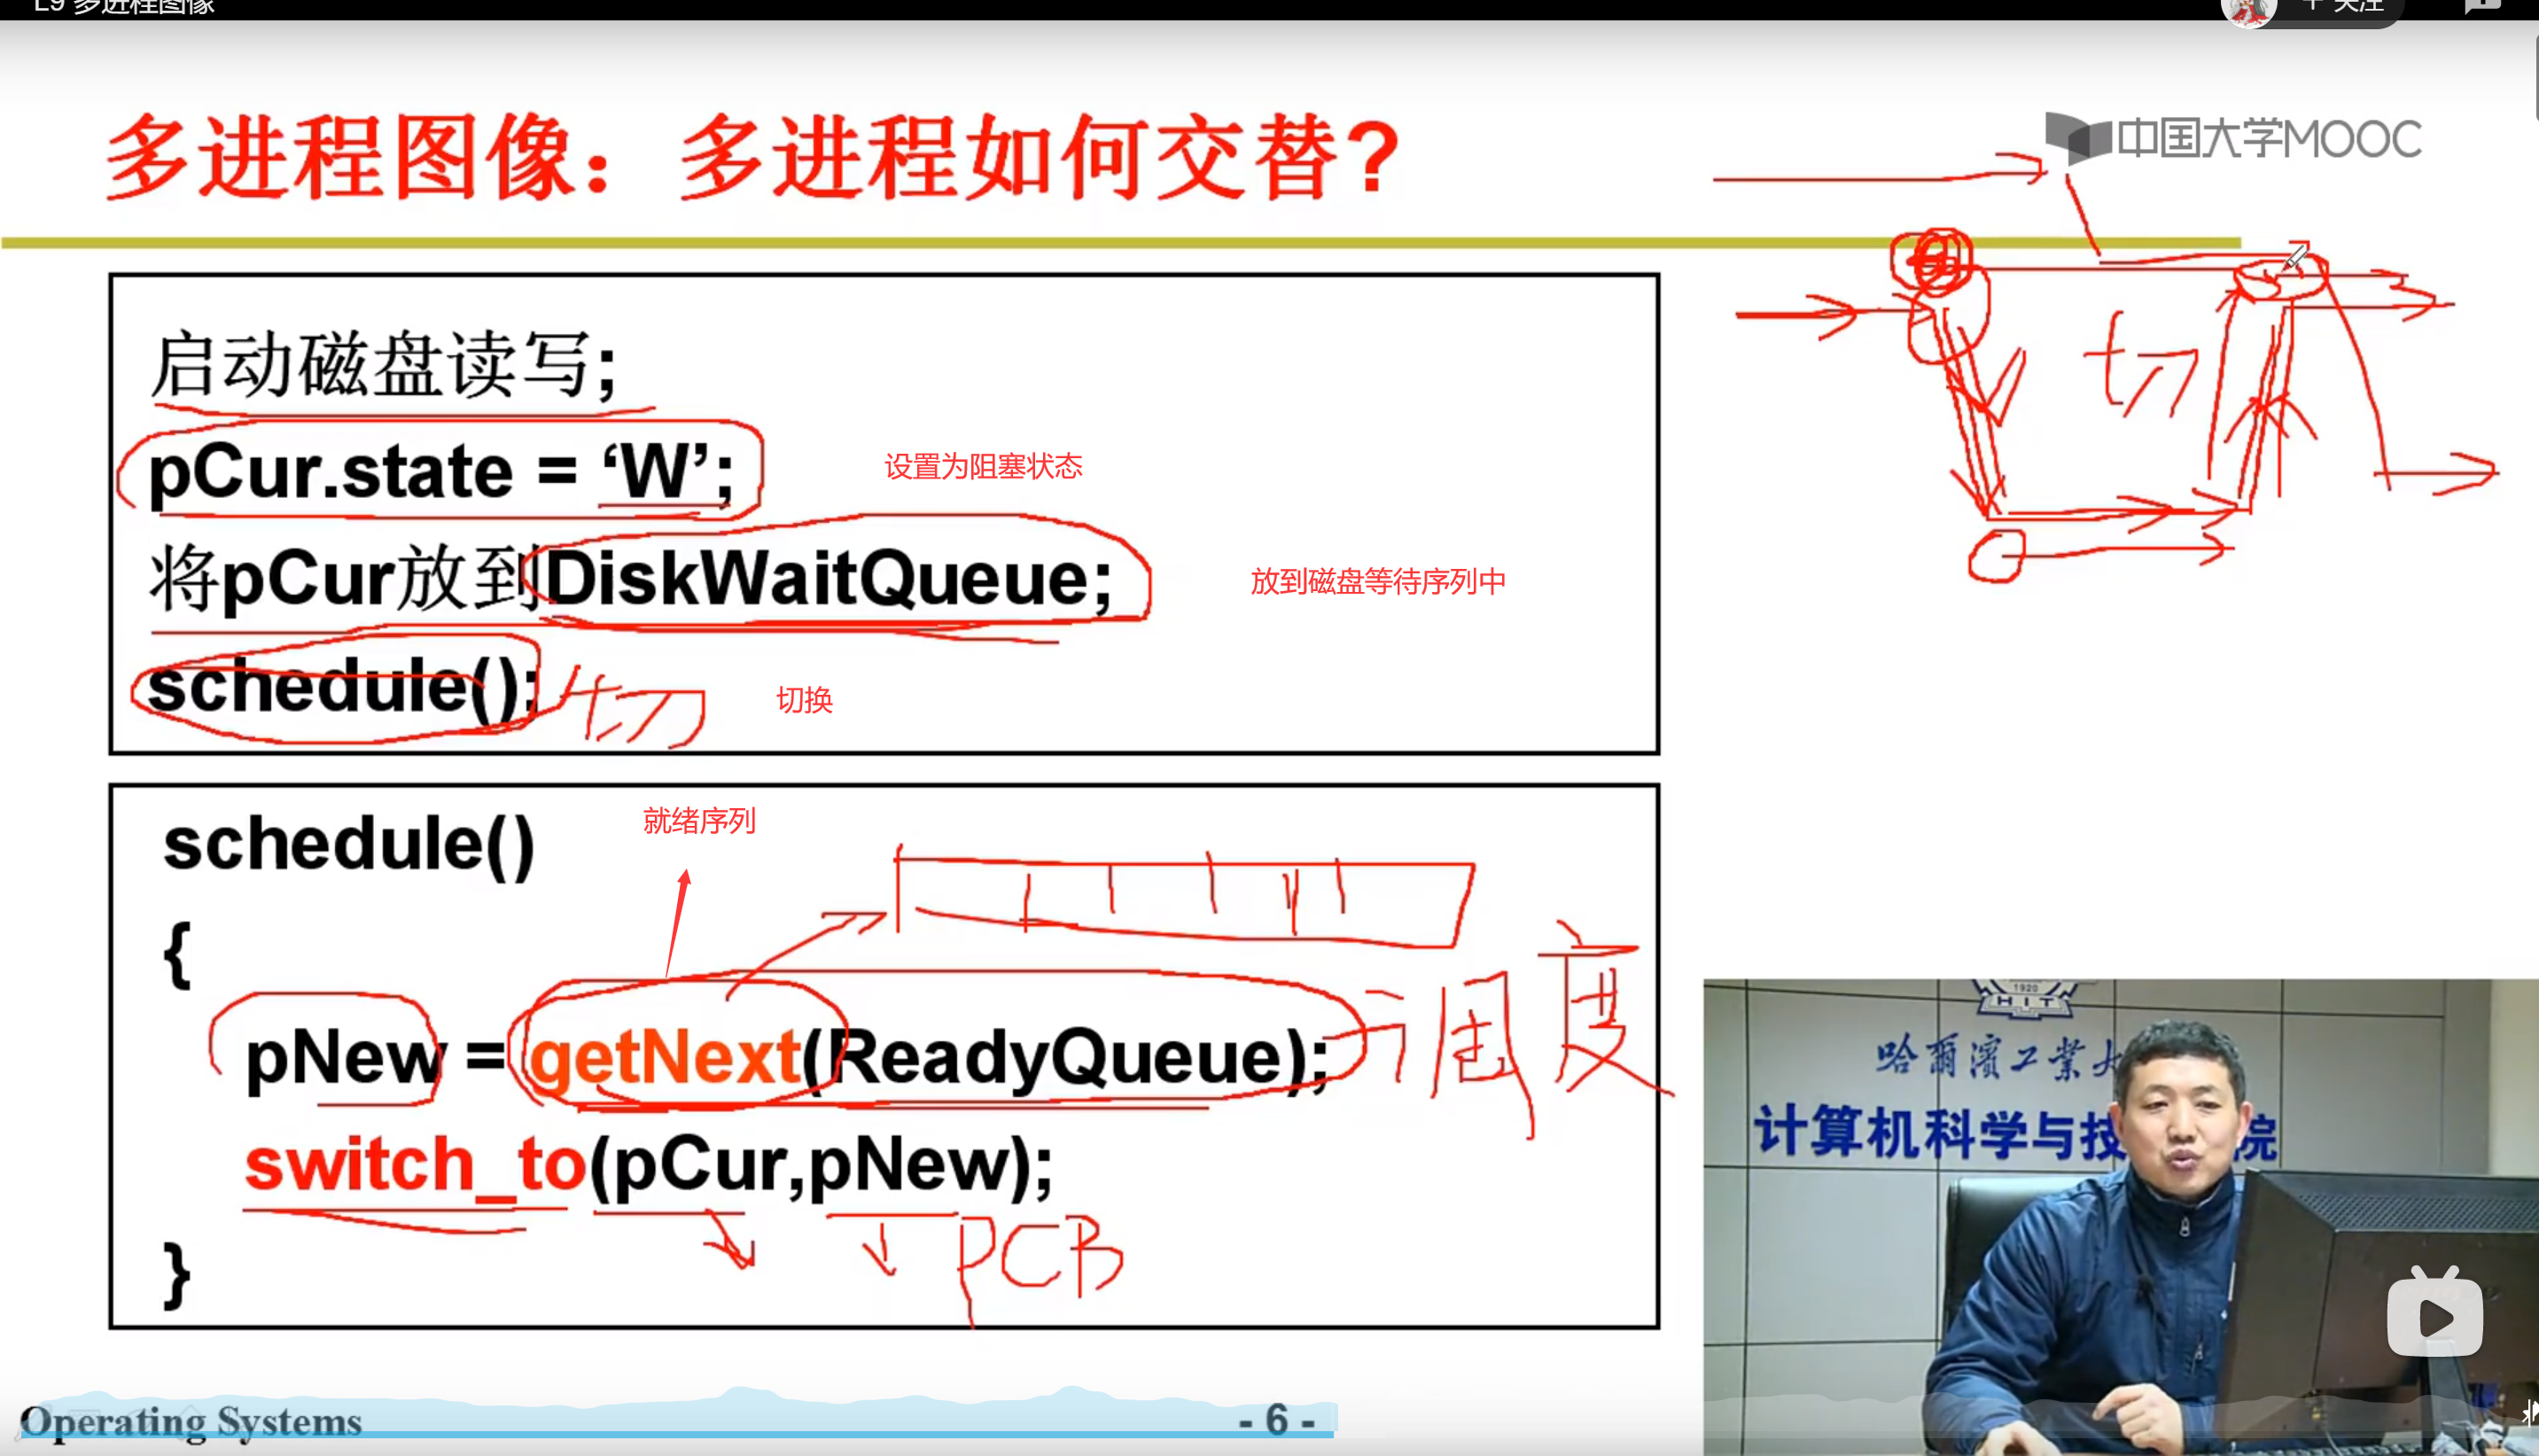 L9 多进程图像
关注
多进程图像：多进程如何交替？
中国大学MOOC
启动磁盘读写;
pCur.state = ‘W’;
设置为阻塞状态
将pCur放到DiskWaitQueue;
放到磁盘等待序列中
schedule();
切
切换
切
schedule()
就绪序列
{
pNew = getNext(ReadyQueue);
调度
switch_to(pCur,pNew);
PCB
}
1920
HIT
哈爾濱工業大
计算机科学与技
院
Operating Systems
- 6 -